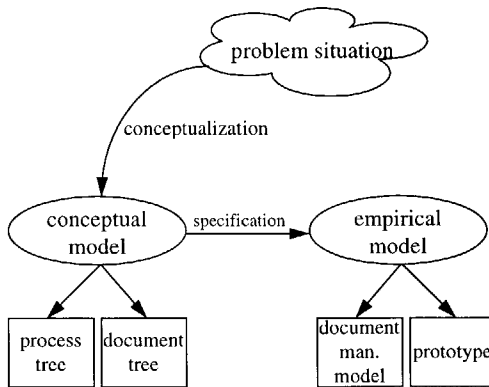 problem situation
conceptualization
conceptual
model
specification
empirical
model
process
tree
document
tree
document
man.
model
prototype